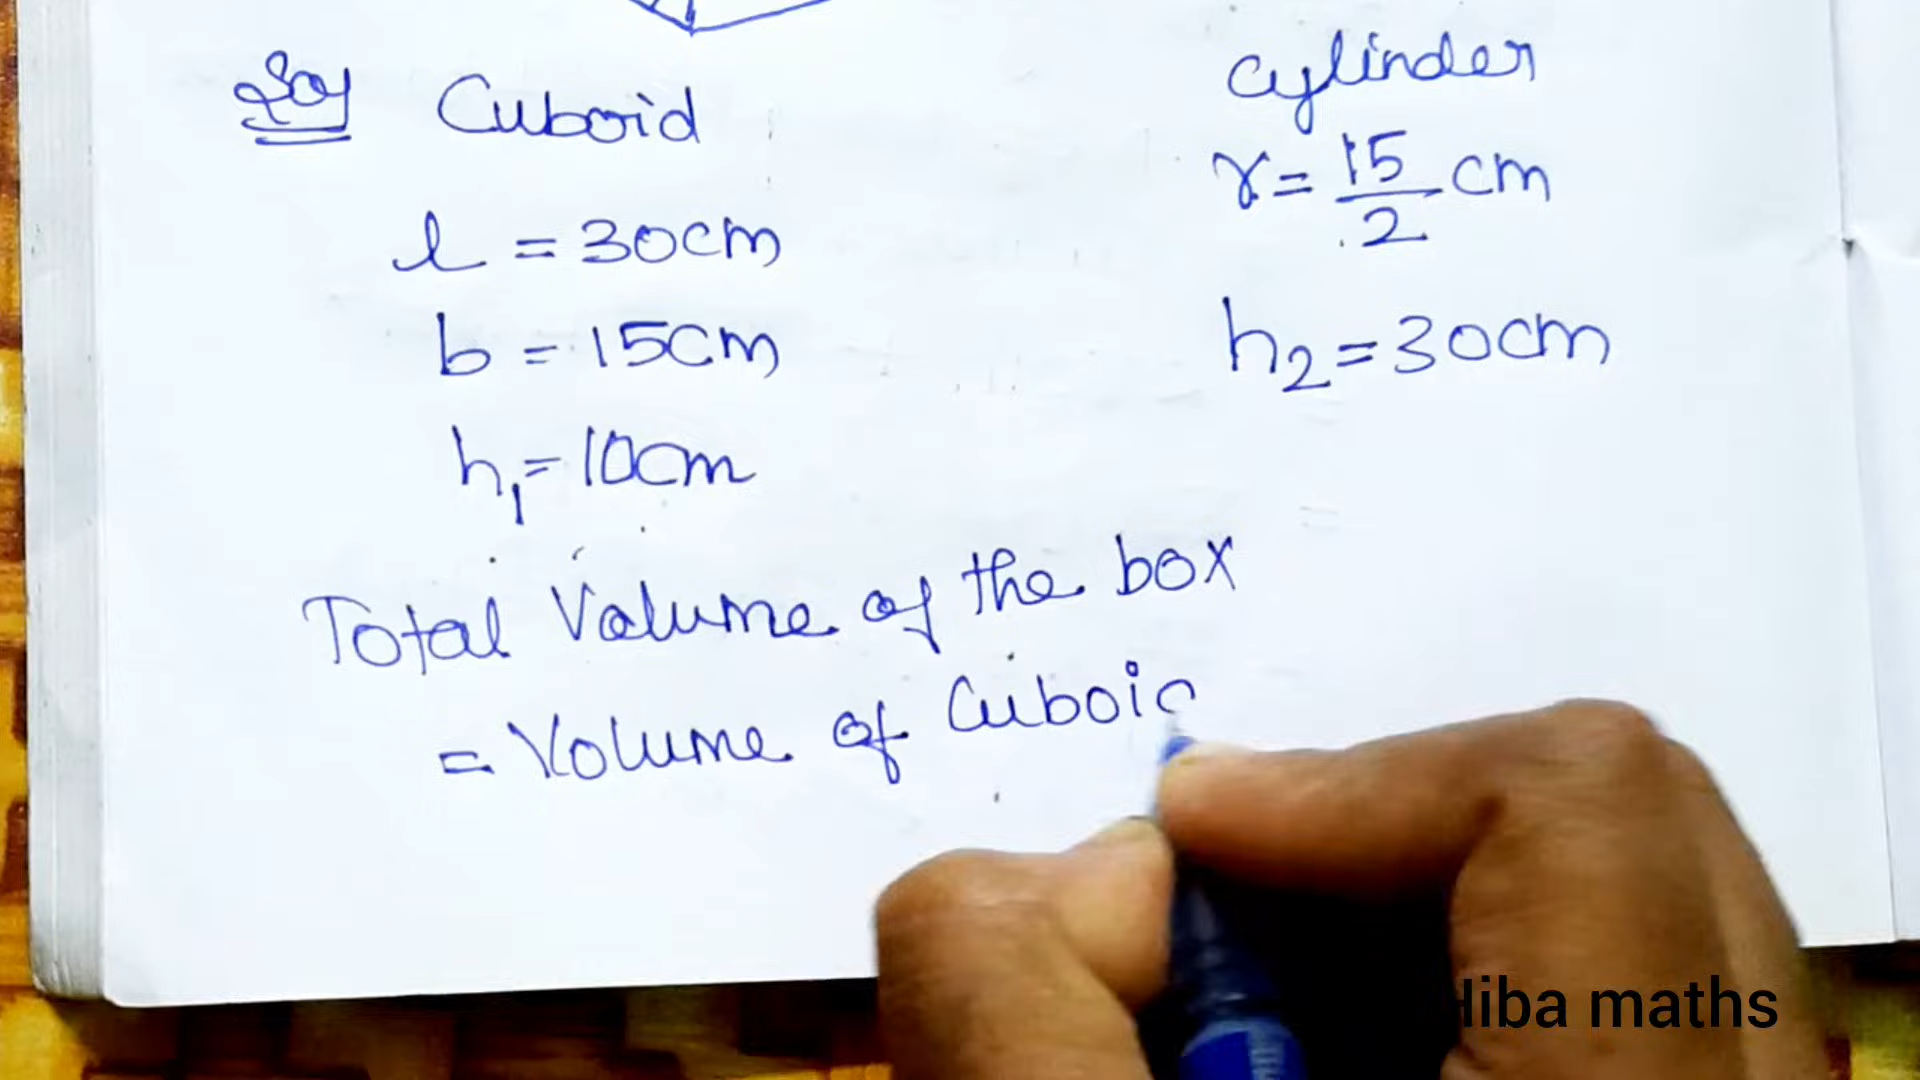 Sol Cuboid
l = 30cm
b = 15cm
h1 = 10cm
cylinder
r = 15/2 cm
h2 = 30cm
Total Volume of the box
= Volume of Cuboid
Hiba maths